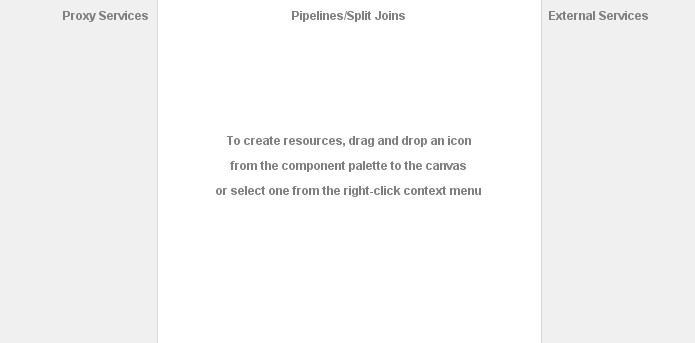 Proxy Services
Pipelines/Split Joins
External Services
To create resources, drag and drop an icon
from the component palette to the canvas
or select one from the right-click context menu